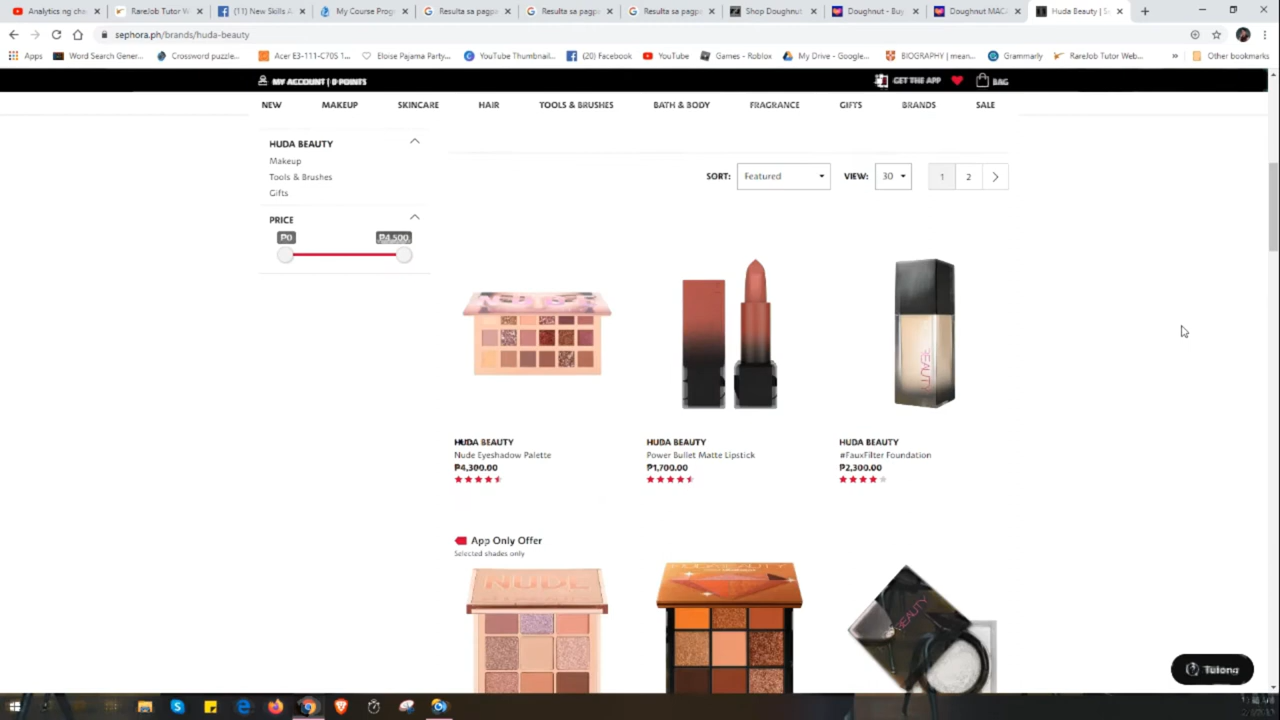 Analytics ng cha
RareJob Tutor W
(11) New Skills A
My Course Prog
Resulta sa pagpa
Resulta sa pagpa
Resulta sa pagpa
Shop Doughnut
Doughnut - Buy
Doughnut MAC
Huda Beauty | S
sephora.ph/brands/huda-beauty
Apps
Word Search Gener...
Crossword puzzle...
Acer E3-111-C705 1...
Eloise Pajama Party...
YouTube Thumbnail...
(20) Facebook
YouTube
Games - Roblox
My Drive - Google...
BIOGRAPHY | mean...
Grammarly
RareJob Tutor Web...
»
Other bookmarks
MY ACCOUNT | 0 POINTS
GET THE APP
BAG
NEW
MAKEUP
SKINCARE
HAIR
TOOLS & BRUSHES
BATH & BODY
FRAGRANCE
GIFTS
BRANDS
SALE
HUDA BEAUTY
Makeup
Tools & Brushes
Gifts
PRICE
₱0
₱4,500
SORT:
Featured
VIEW:
30
1
2
HUDA BEAUTY
Nude Eyeshadow Palette
₱4,300.00
HUDA BEAUTY
Power Bullet Matte Lipstick
₱1,700.00
BEAUTY
HUDA BEAUTY
#FauxFilter Foundation
₱2,300.00
App Only Offer
Selected shades only
NUDE
HUDABEAUTY
BEAUTY
Tulong